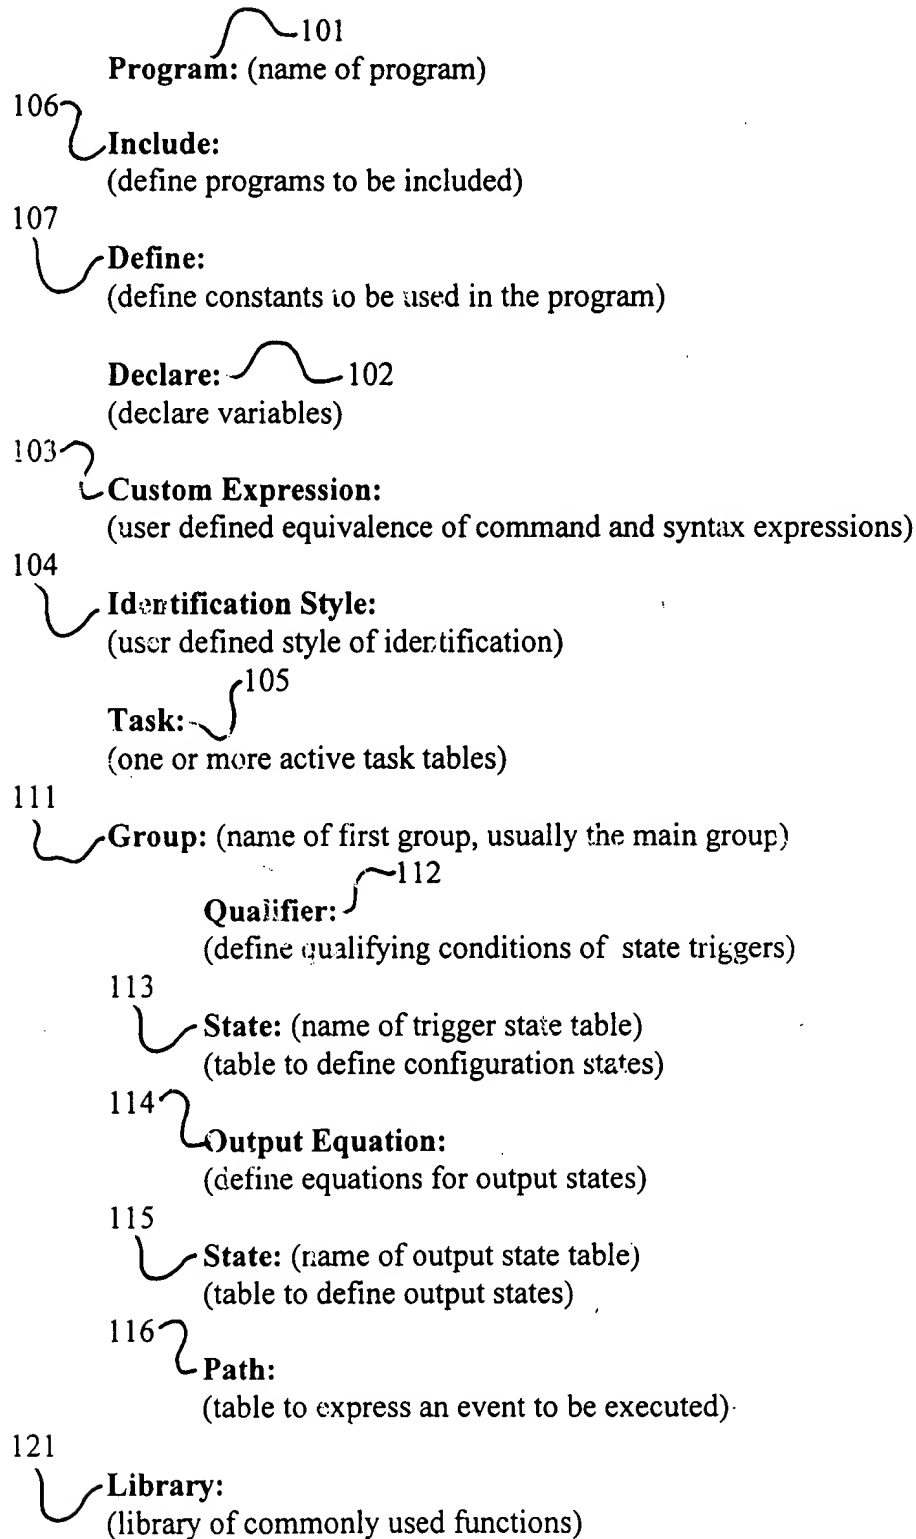 101
Program: (name of program)
106
Include:
(define programs to be included)
107
Define:
(define constants to be used in the program)
Declare: 102
(declare variables)
103
Custom Expression:
(user defined equivalence of command and syntax expressions)
104
Identification Style:
(user defined style of identification)
105
Task:
(one or more active task tables)
111
Group: (name of first group, usually the main group)
112
Qualifier:
(define qualifying conditions of state triggers)
113
State: (name of trigger state table)
(table to define configuration states)
114
Output Equation:
(define equations for output states)
115
State: (name of output state table)
(table to define output states)
116
Path:
(table to express an event to be executed)
121
Library:
(library of commonly used functions)